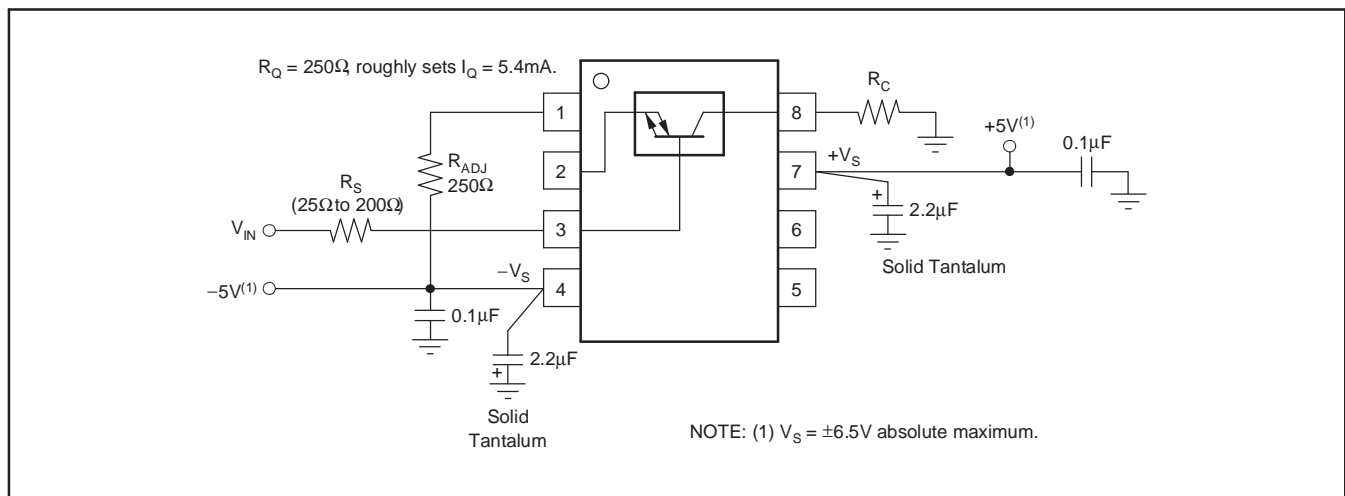 R_Q = 250Ω, roughly sets I_Q = 5.4mA.
R_C
1
8
+5V(1)
0.1μF
+V_S
R_ADJ
250Ω
2
7
R_S
(25Ω to 200Ω)
2.2μF
+
V_IN
3
6
Solid Tantalum
−V_S
−5V(1)
4
5
0.1μF
2.2μF
+
Solid
Tantalum
NOTE: (1) V_S = ±6.5V absolute maximum.